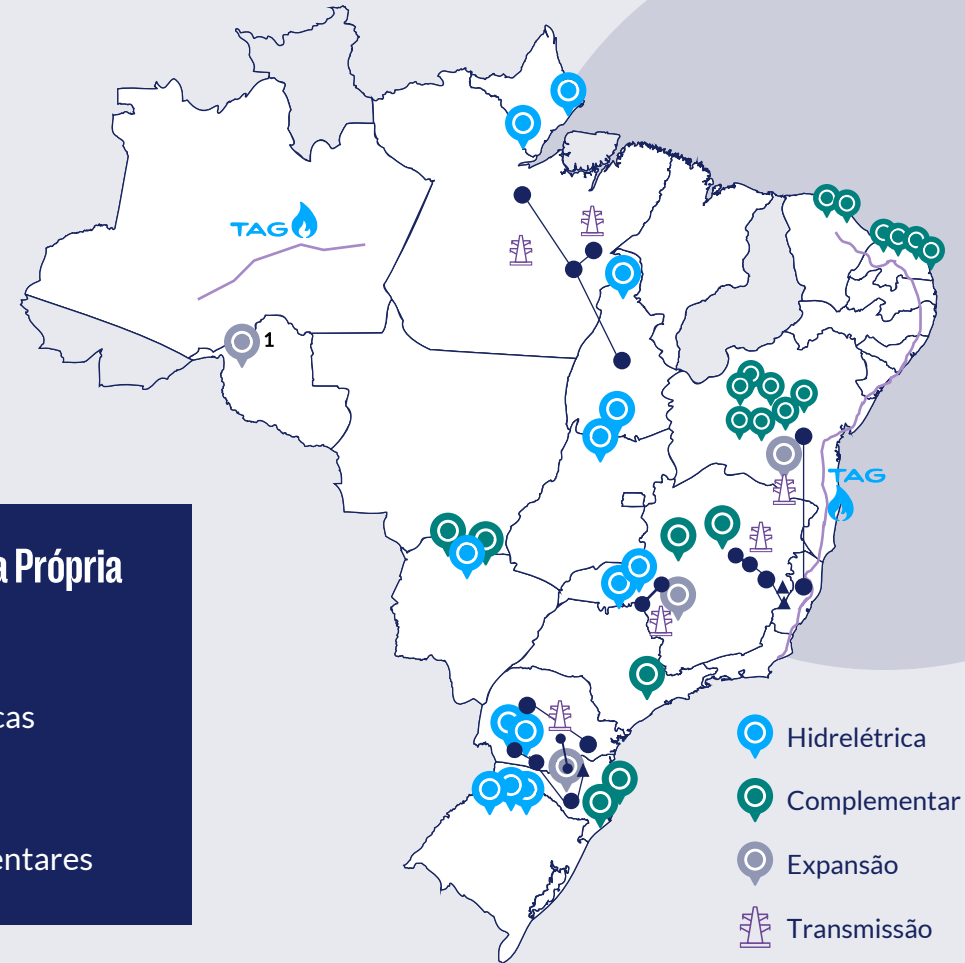 TAG
1
TAG
a Própria
cas
entares
Hidrelétrica
Complementar
Expansão
Transmissão